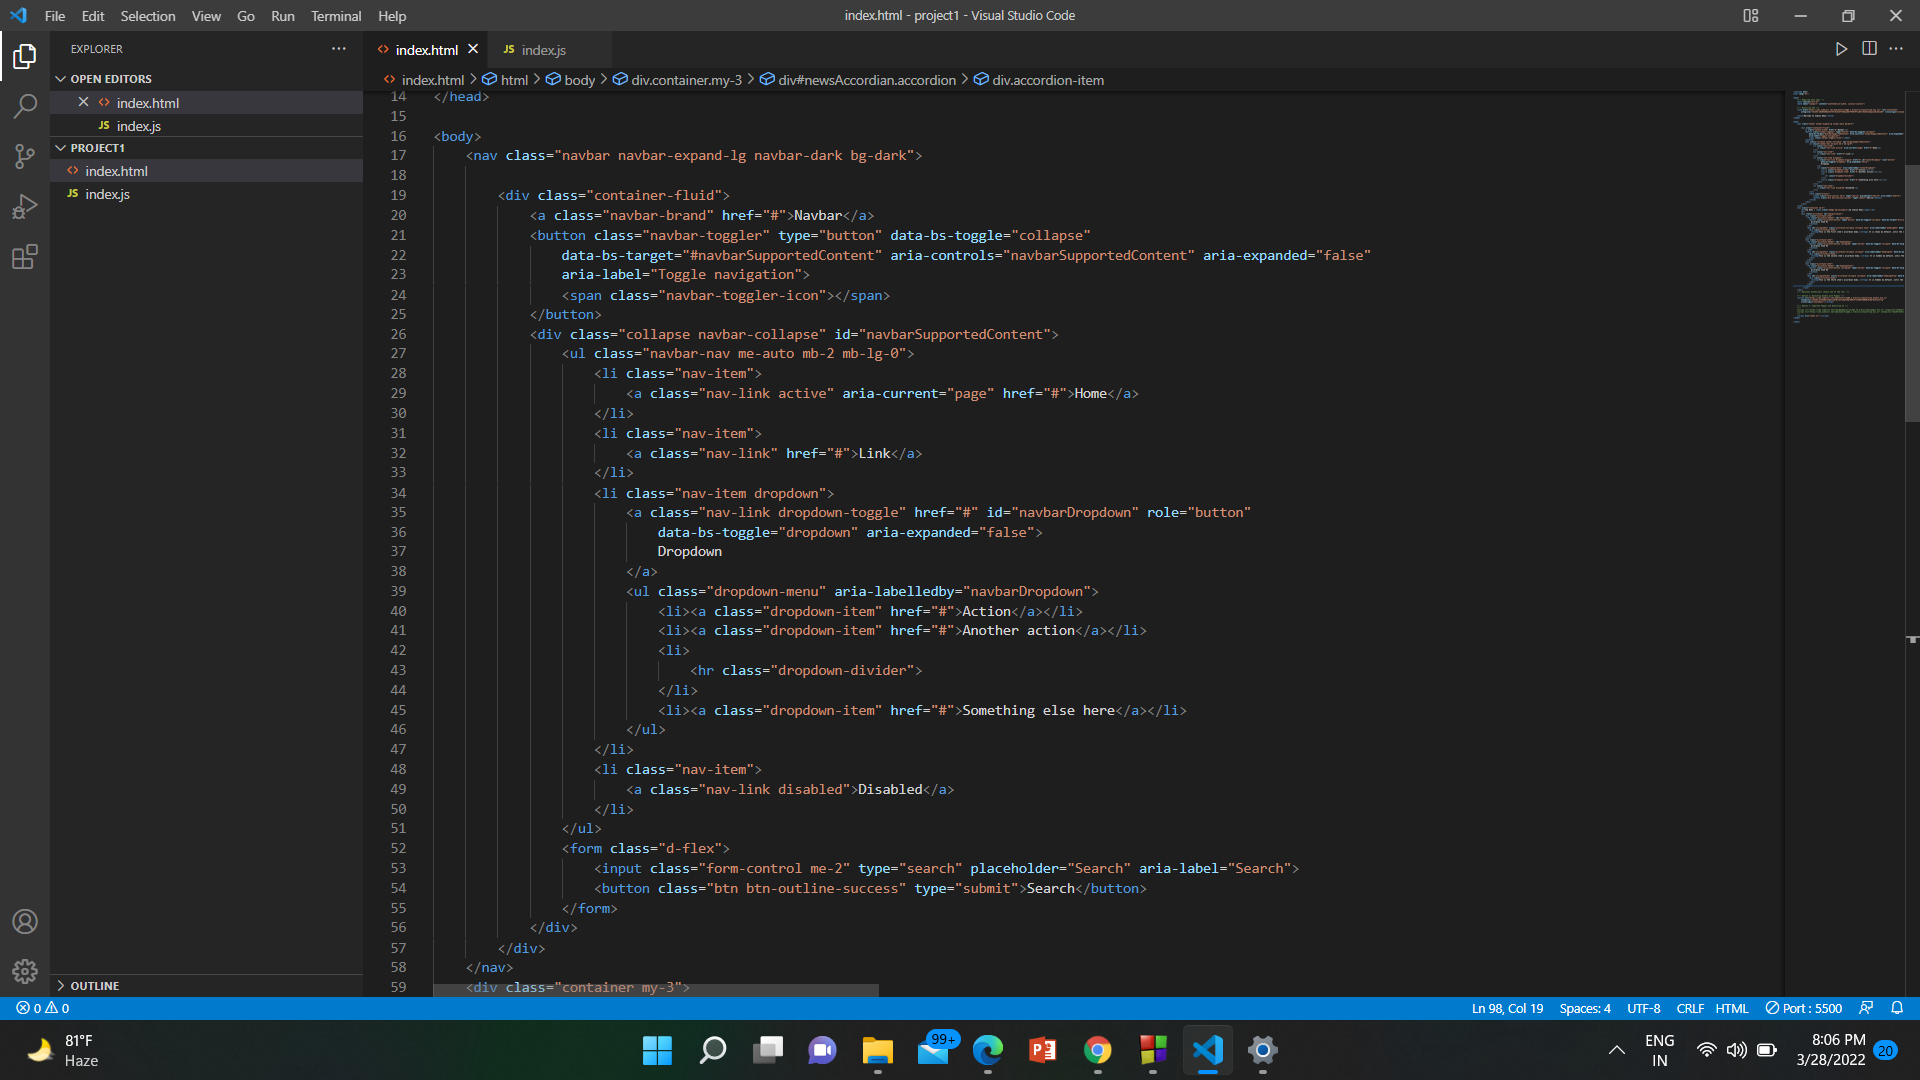 File Edit Selection View Go Run Terminal Help
index.html - project1 - Visual Studio Code
EXPLORER
OPEN EDITORS
index.html
JS index.js
PROJECT1
index.html
JS index.js
OUTLINE
index.html
JS index.js
index.html > html > body > div.container.my-3 > div#newsAccordian.accordion > div.accordion-item
14 </head>
15
16 <body>
17 <nav class="navbar navbar-expand-lg navbar-dark bg-dark">
18
19 <div class="container-fluid">
20 <a class="navbar-brand" href="#">Navbar</a>
21 <button class="navbar-toggler" type="button" data-bs-toggle="collapse"
22 data-bs-target="#navbarSupportedContent" aria-controls="navbarSupportedContent" aria-expanded="false"
23 aria-label="Toggle navigation">
24 <span class="navbar-toggler-icon"></span>
25 </button>
26 <div class="collapse navbar-collapse" id="navbarSupportedContent">
27 <ul class="navbar-nav me-auto mb-2 mb-lg-0">
28 <li class="nav-item">
29 <a class="nav-link active" aria-current="page" href="#">Home</a>
30 </li>
31 <li class="nav-item">
32 <a class="nav-link" href="#">Link</a>
33 </li>
34 <li class="nav-item dropdown">
35 <a class="nav-link dropdown-toggle" href="#" id="navbarDropdown" role="button"
36 data-bs-toggle="dropdown" aria-expanded="false">
37 Dropdown
38 </a>
39 <ul class="dropdown-menu" aria-labelledby="navbarDropdown">
40 <li><a class="dropdown-item" href="#">Action</a></li>
41 <li><a class="dropdown-item" href="#">Another action</a></li>
42 <li>
43 <hr class="dropdown-divider">
44 </li>
45 <li><a class="dropdown-item" href="#">Something else here</a></li>
46 </ul>
47 </li>
48 <li class="nav-item">
49 <a class="nav-link disabled">Disabled</a>
50 </li>
51 </ul>
52 <form class="d-flex">
53 <input class="form-control me-2" type="search" placeholder="Search" aria-label="Search">
54 <button class="btn btn-outline-success" type="submit">Search</button>
55 </form>
56 </div>
57 </div>
58 </nav>
59 <div class="container my-3">
0 0
Ln 98, Col 19 Spaces: 4 UTF-8 CRLF HTML Port : 5500
81°F
Haze
99+
ENG
IN
8:06 PM
3/28/2022
20